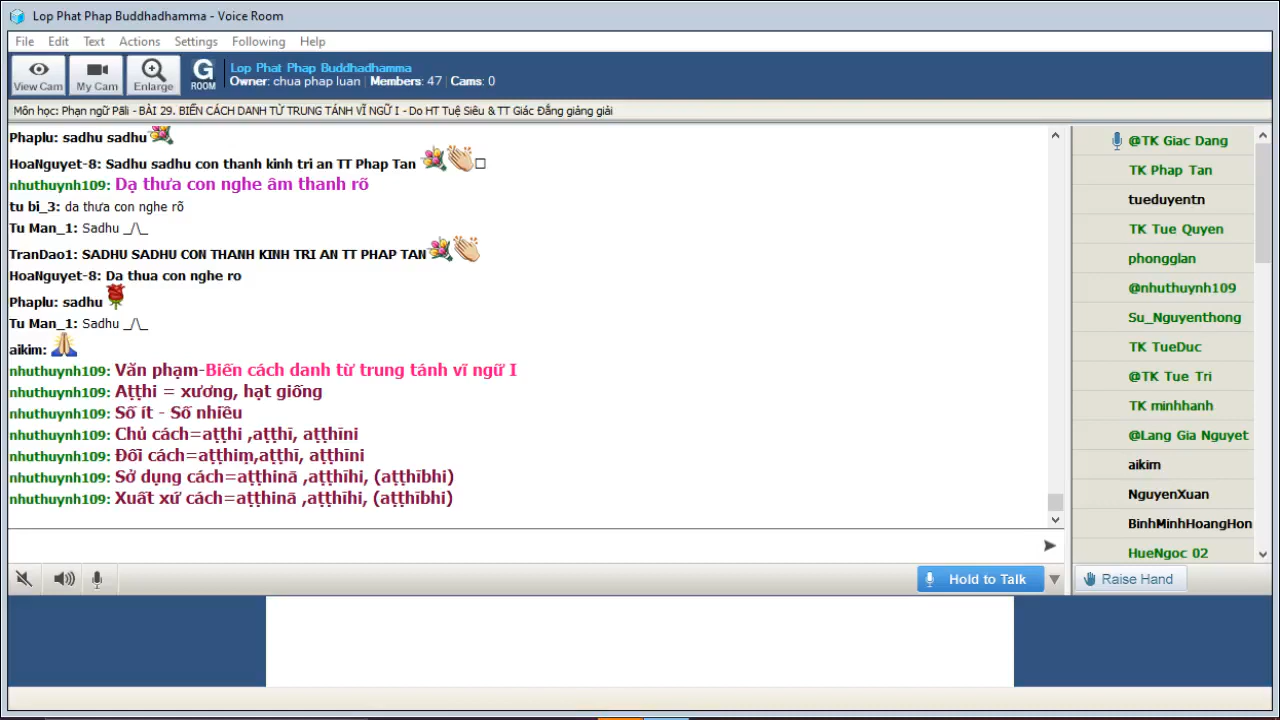 Lop Phat Phap Buddhadhamma - Voice Room
File Edit Text Actions Settings Following Help
View Cam My Cam Enlarge G ROOM
Lop Phat Phap Buddhadhamma
Owner: chua phap luan | Members: 47 | Cams: 0
Môn học: Phạn ngữ Pāli - BÀI 29. BIẾN CÁCH DANH TỪ TRUNG TÁNH VĨ NGỮ I - Do HT Tuệ Siêu & TT Giác Đẳng giảng giải
Phaplu: sadhu sadhu
HoaNguyet-8: Sadhu sadhu con thanh kinh tri an TT Phap Tan
nhuthuynh109: Dạ thưa con nghe âm thanh rõ
tu bi_3: da thưa con nghe rõ
Tu Man_1: Sadhu _/\_
TranDao1: SADHU SADHU CON THANH KINH TRI AN TT PHAP TAN
HoaNguyet-8: Da thua con nghe ro
Phaplu: sadhu
Tu Man_1: Sadhu _/\_
aikim:
nhuthuynh109: Văn phạm-Biến cách danh từ trung tánh vĩ ngữ I
nhuthuynh109: Aṭṭhi = xương, hạt giống
nhuthuynh109: Số ít - Số nhiều
nhuthuynh109: Chủ cách=aṭṭhi ,aṭṭhī, aṭṭhīni
nhuthuynh109: Đối cách=aṭṭhiṃ,aṭṭhī, aṭṭhīni
nhuthuynh109: Sở dụng cách=aṭṭhinā ,aṭṭhīhi, (aṭṭhībhi)
nhuthuynh109: Xuất xứ cách=aṭṭhinā ,aṭṭhīhi, (aṭṭhībhi)
@TK Giac Dang
TK Phap Tan
tueduyentn
TK Tue Quyen
phongglan
@nhuthuynh109
Su_Nguyenthong
TK TueDuc
@TK Tue Tri
TK minhhanh
@Lang Gia Nguyet
aikim
NguyenXuan
BinhMinhHoangHon
HueNgoc 02
Hold to Talk
Raise Hand